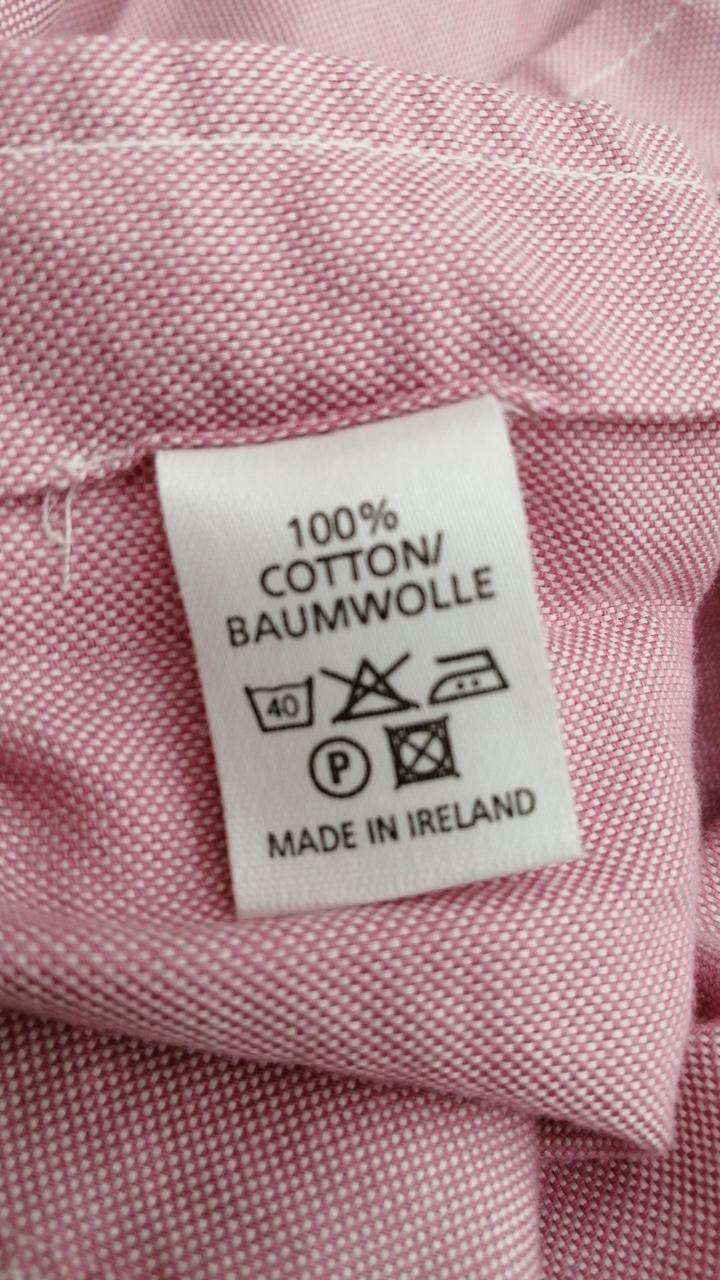 100%
COTTON/
BAUMWOLLE
40
P
MADE IN IRELAND